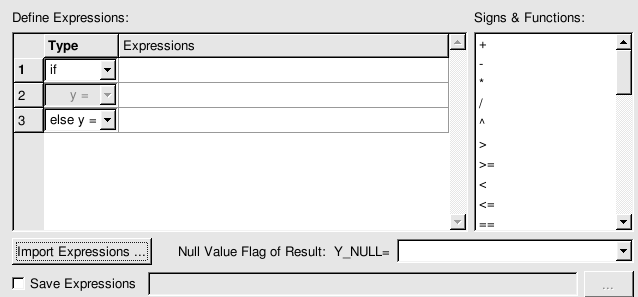 Define Expressions:
Signs & Functions:
Type Expressions
1 if
2 y =
3 else y =
+
-
*
/
^
>
>=
<
<=
==
Import Expressions ...
Null Value Flag of Result: Y_NULL=
Save Expressions
...